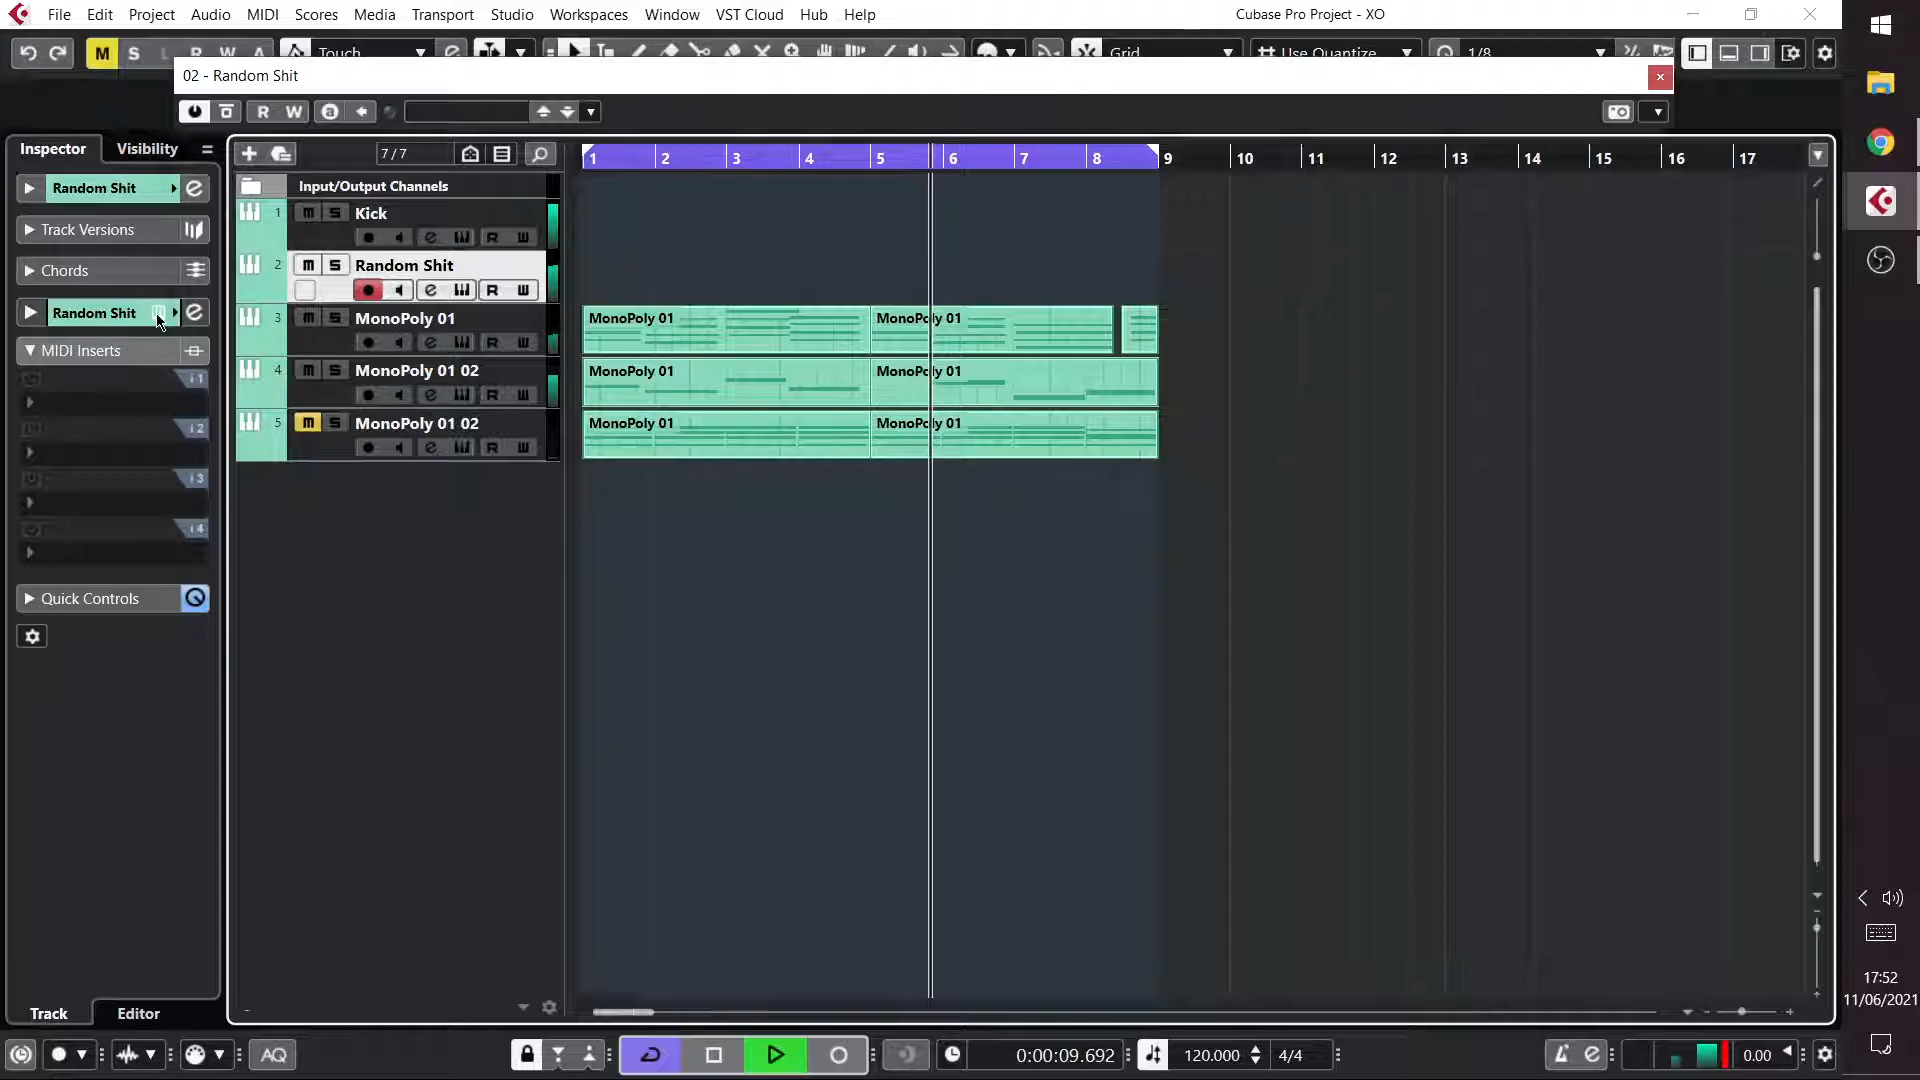 File Edit Project Audio MIDI Scores Media Transport Studio Workspaces Window VST Cloud Hub Help
Cubase Pro Project - XO
M S L R W A Touch Grid Use Quantize 1/8
02 - Random Shit
R W a
Inspector Visibility
7/7
1 2 3 4 5 6 7 8 9 10 11 12 13 14 15 16 17
Random Shit e
Input/Output Channels
Track Versions
1 m S Kick
e R W
Chords
2 m S Random Shit
e R W
Random Shit e
3 m S MonoPoly 01
e R W
MonoPoly 01 MonoPoly 01
MIDI Inserts
i1
4 m S MonoPoly 01 02
e R W
MonoPoly 01 MonoPoly 01
i2
5 m S MonoPoly 01 02
e R W
MonoPoly 01 MonoPoly 01
i3
i4
Quick Controls
17:52
11/06/2021
Track Editor
AQ
0:00:09.692
120.000
4/4
e
0.00